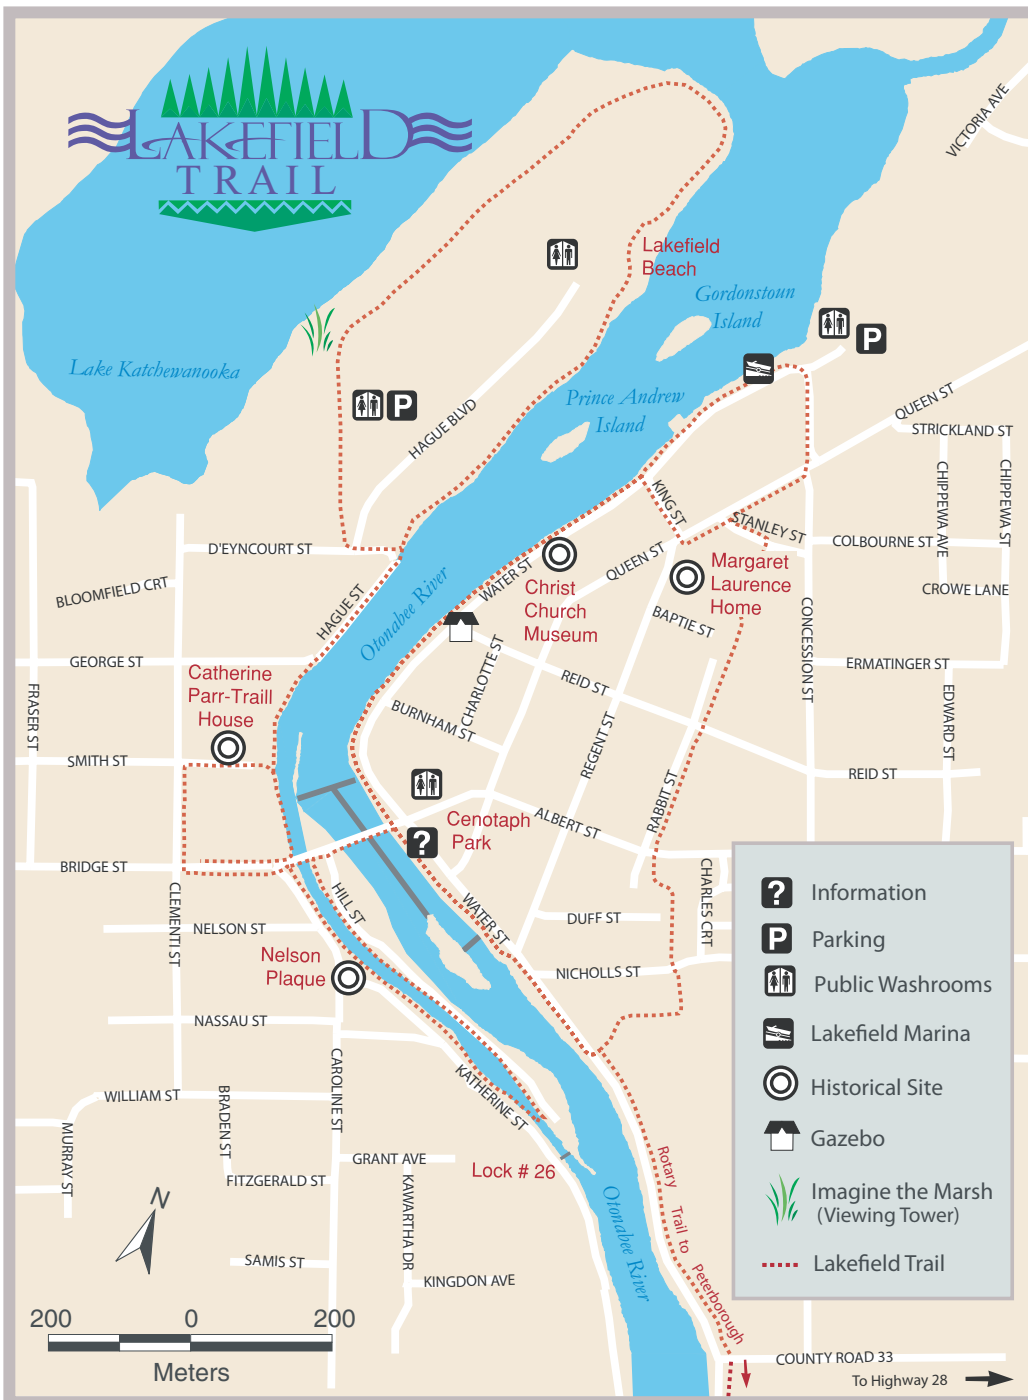 LAKEFIELD
TRAIL
VICTORIA AVE
Lakefield
Beach
Gordonstoun
Island
Lake Katchewanooka
Prince Andrew
Island
HAGUE BLVD
QUEEN ST
STRICKLAND ST
CHIPPEWA AVE
CHIPPEWA ST
KING ST
STANLEY ST
COLBOURNE ST
D'EYNCOURT ST
QUEEN ST
Margaret
Laurence
Home
WATER ST
Christ
Church
Museum
CROWE LANE
BLOOMFIELD CRT
HAGUE ST
Otonabee River
BAPTIE ST
CONCESSION ST
GEORGE ST
ERMATINGER ST
Catherine
Parr-Traill
House
CHARLOTTE ST
REID ST
FRASER ST
BURNHAM ST
REGENT ST
EDWARD ST
SMITH ST
REID ST
RABBIT ST
Cenotaph
Park
ALBERT ST
?
BRIDGE ST
CHARLES CRT
CLEMENTI ST
HILL ST
WATER ST
DUFF ST
NELSON ST
Nelson
Plaque
NICHOLLS ST
NASSAU ST
CAROLINE ST
KATHERINE ST
WILLIAM ST
BRADEN ST
MURRAY ST
GRANT AVE
Lock # 26
FITZGERALD ST
KAWARTHA DR
Rotary
Trail to
Peterborough
Otonabee River
N
SAMIS ST
KINGDON AVE
200 0 200
Meters
COUNTY ROAD 33
To Highway 28
P
P
? Information
P Parking
Public Washrooms
Lakefield Marina
Historical Site
Gazebo
Imagine the Marsh
(Viewing Tower)
Lakefield Trail